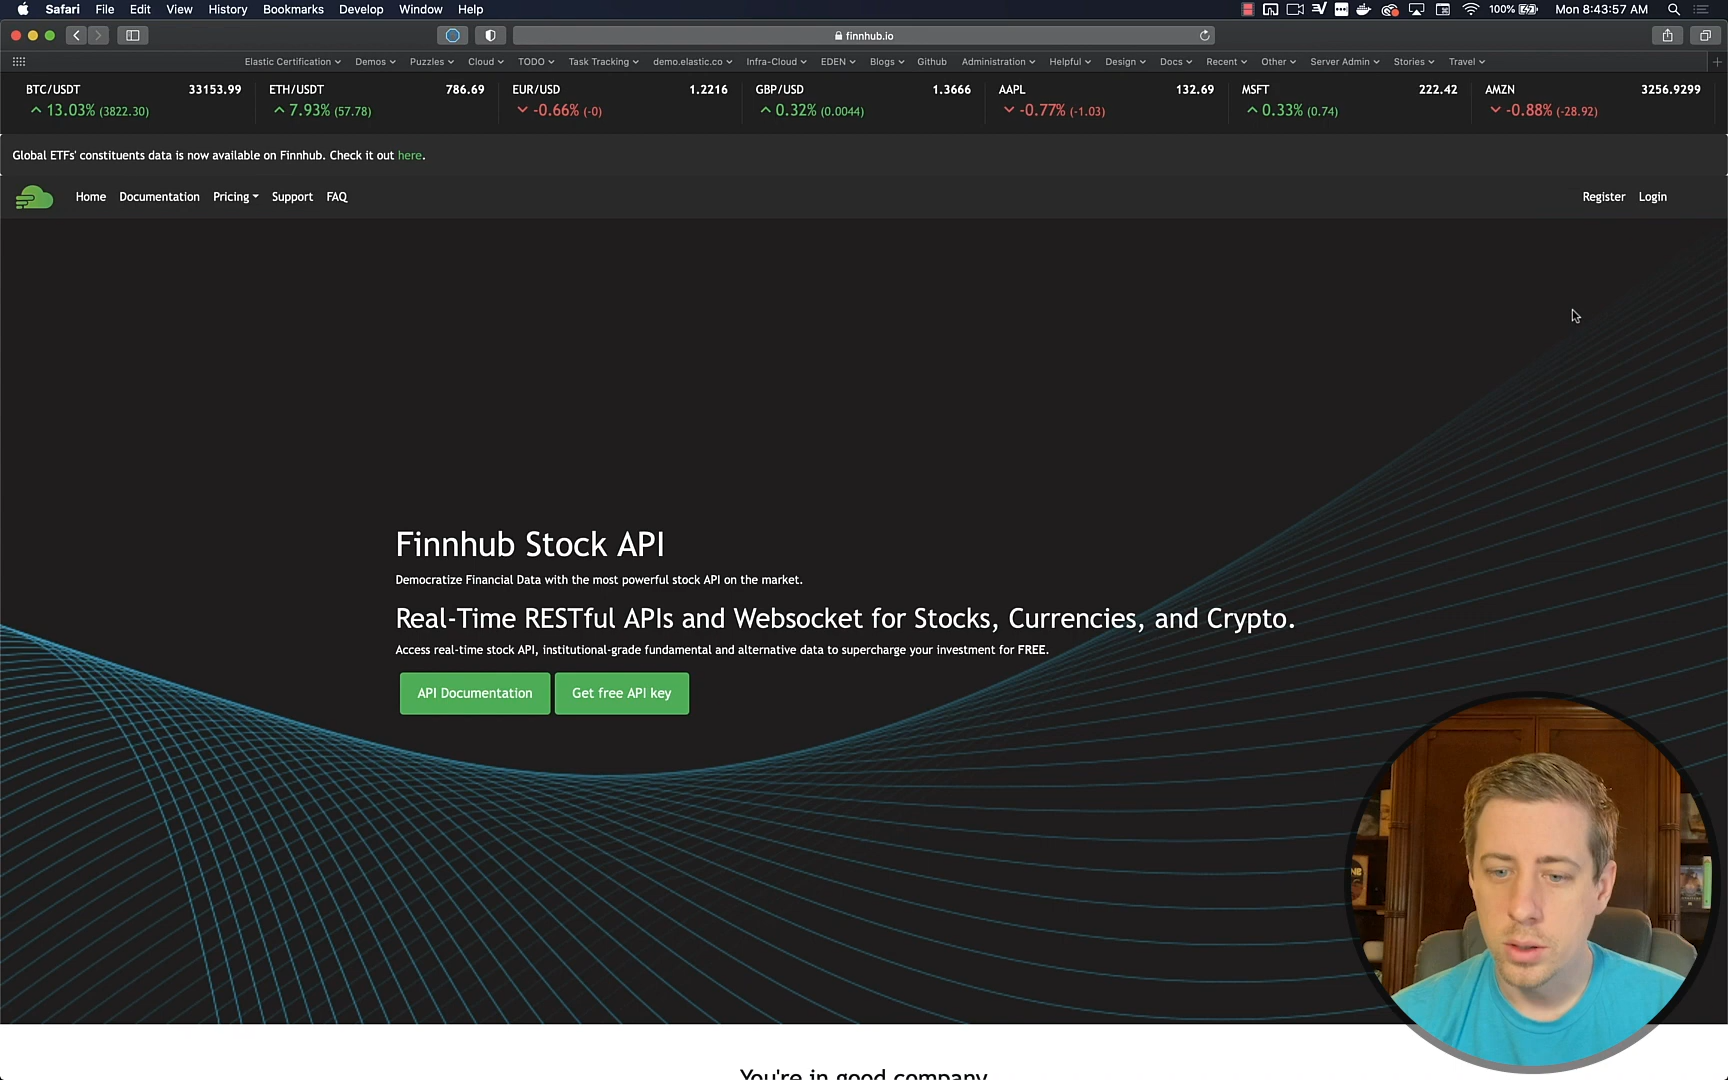 Safari File Edit View History Bookmarks Develop Window Help 100% Mon 8:43:57 AM
finnhub.io
Elastic Certification Demos Puzzles Cloud TODO Task Tracking demo.elastic.co Infra-Cloud EDEN Blogs Github Administration Helpful Design Docs Recent Other Server Admin Stories Travel
BTC/USDT 33153.99 ETH/USDT 786.69 EUR/USD 1.2216 GBP/USD 1.3666 AAPL 132.69 MSFT 222.42 AMZN 3256.9299
13.03% (3822.30) 7.93% (57.78) -0.66% (-0) 0.32% (0.0044) -0.77% (-1.03) 0.33% (0.74) -0.88% (-28.92)
Global ETFs' constituents data is now available on Finnhub. Check it out here.
Home Documentation Pricing Support FAQ Register Login
Finnhub Stock API
Democratize Financial Data with the most powerful stock API on the market.
Real-Time RESTful APIs and Websocket for Stocks, Currencies, and Crypto.
Access real-time stock API, institutional-grade fundamental and alternative data to supercharge your investment for FREE.
API Documentation Get free API key
You're in good company